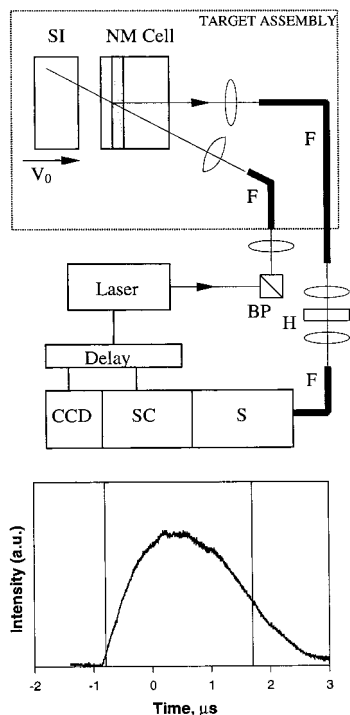 TARGET ASSEMBLY
SI NM Cell
V0
F
F
Laser
BP
H
Delay
F
CCD SC S
Intensity (a.u.)
-2 -1 0 1 2 3
Time, μs